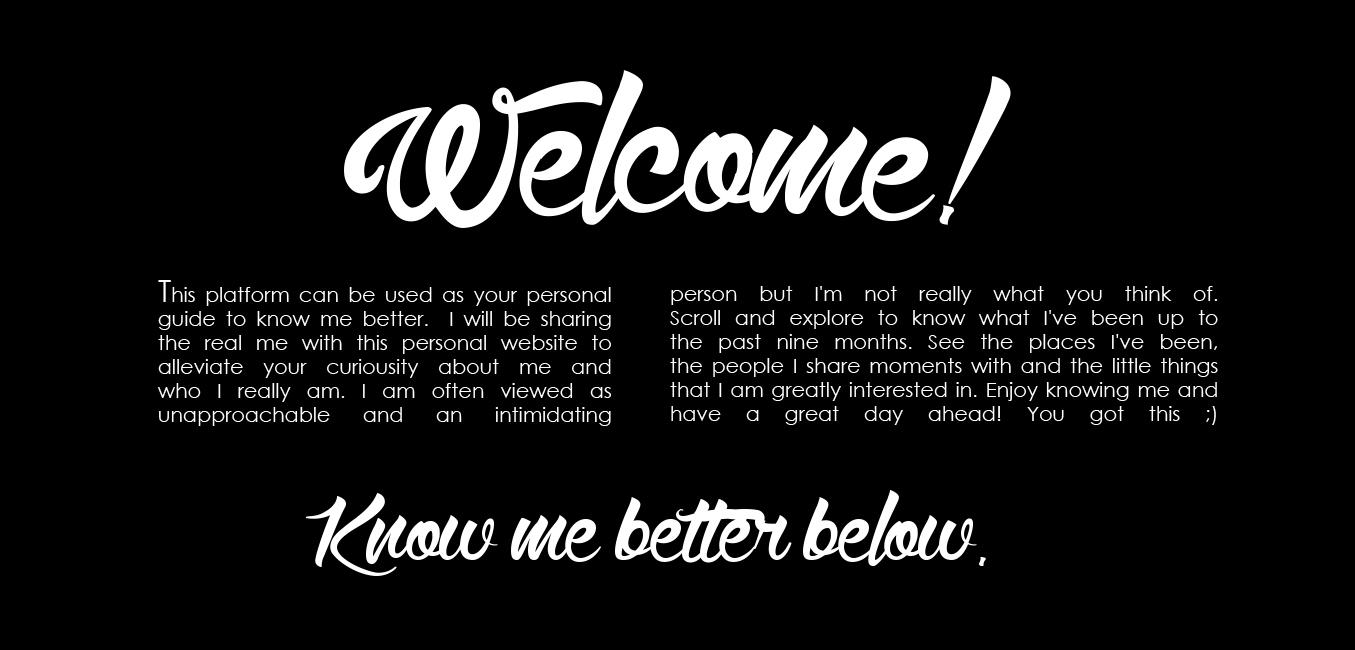 Welcome!
This platform can be used as your personal
guide to know me better. I will be sharing
the real me with this personal website to
alleviate your curiousity about me and
who I really am. I am often viewed as
unapproachable and an intimidating
person but I'm not really what you think of.
Scroll and explore to know what I've been up to
the past nine months. See the places I've been,
the people I share moments with and the little things
that I am greatly interested in. Enjoy knowing me and
have a great day ahead! You got this ;)
Know me better below.